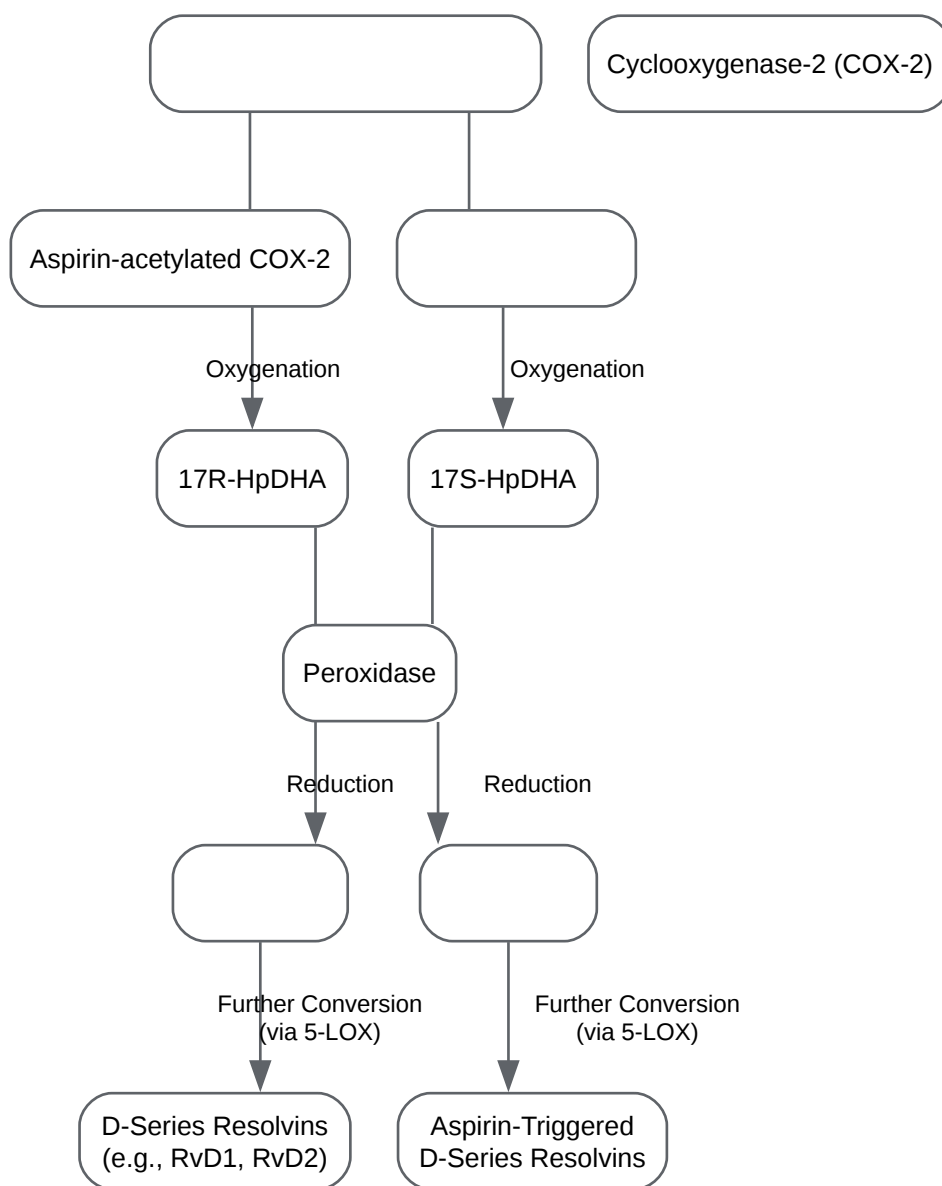 Cyclooxygenase-2 (COX-2)
Aspirin-acetylated COX-2
Oxygenation
Oxygenation
17R-HpDHA
17S-HpDHA
Peroxidase
Reduction
Reduction
Further Conversion
(via 5-LOX)
Further Conversion
(via 5-LOX)
D-Series Resolvins
(e.g., RvD1, RvD2)
Aspirin-Triggered
D-Series Resolvins